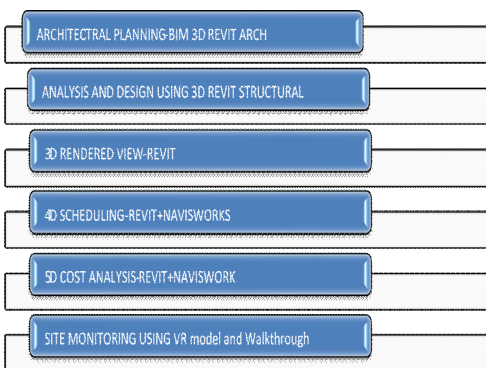 ARCHITECTRAL PLANNING-BIM 3D REVIT ARCH
ANALYSIS AND DESIGN USING 3D REVIT STRUCTURAL
3D RENDERED VIEW-REVIT
4D SCHEDULING-REVIT+NAVISWORKS
5D COST ANALYSIS-REVIT+NAVISWORK
SITE MONITORING USING VR model and Walkthrough